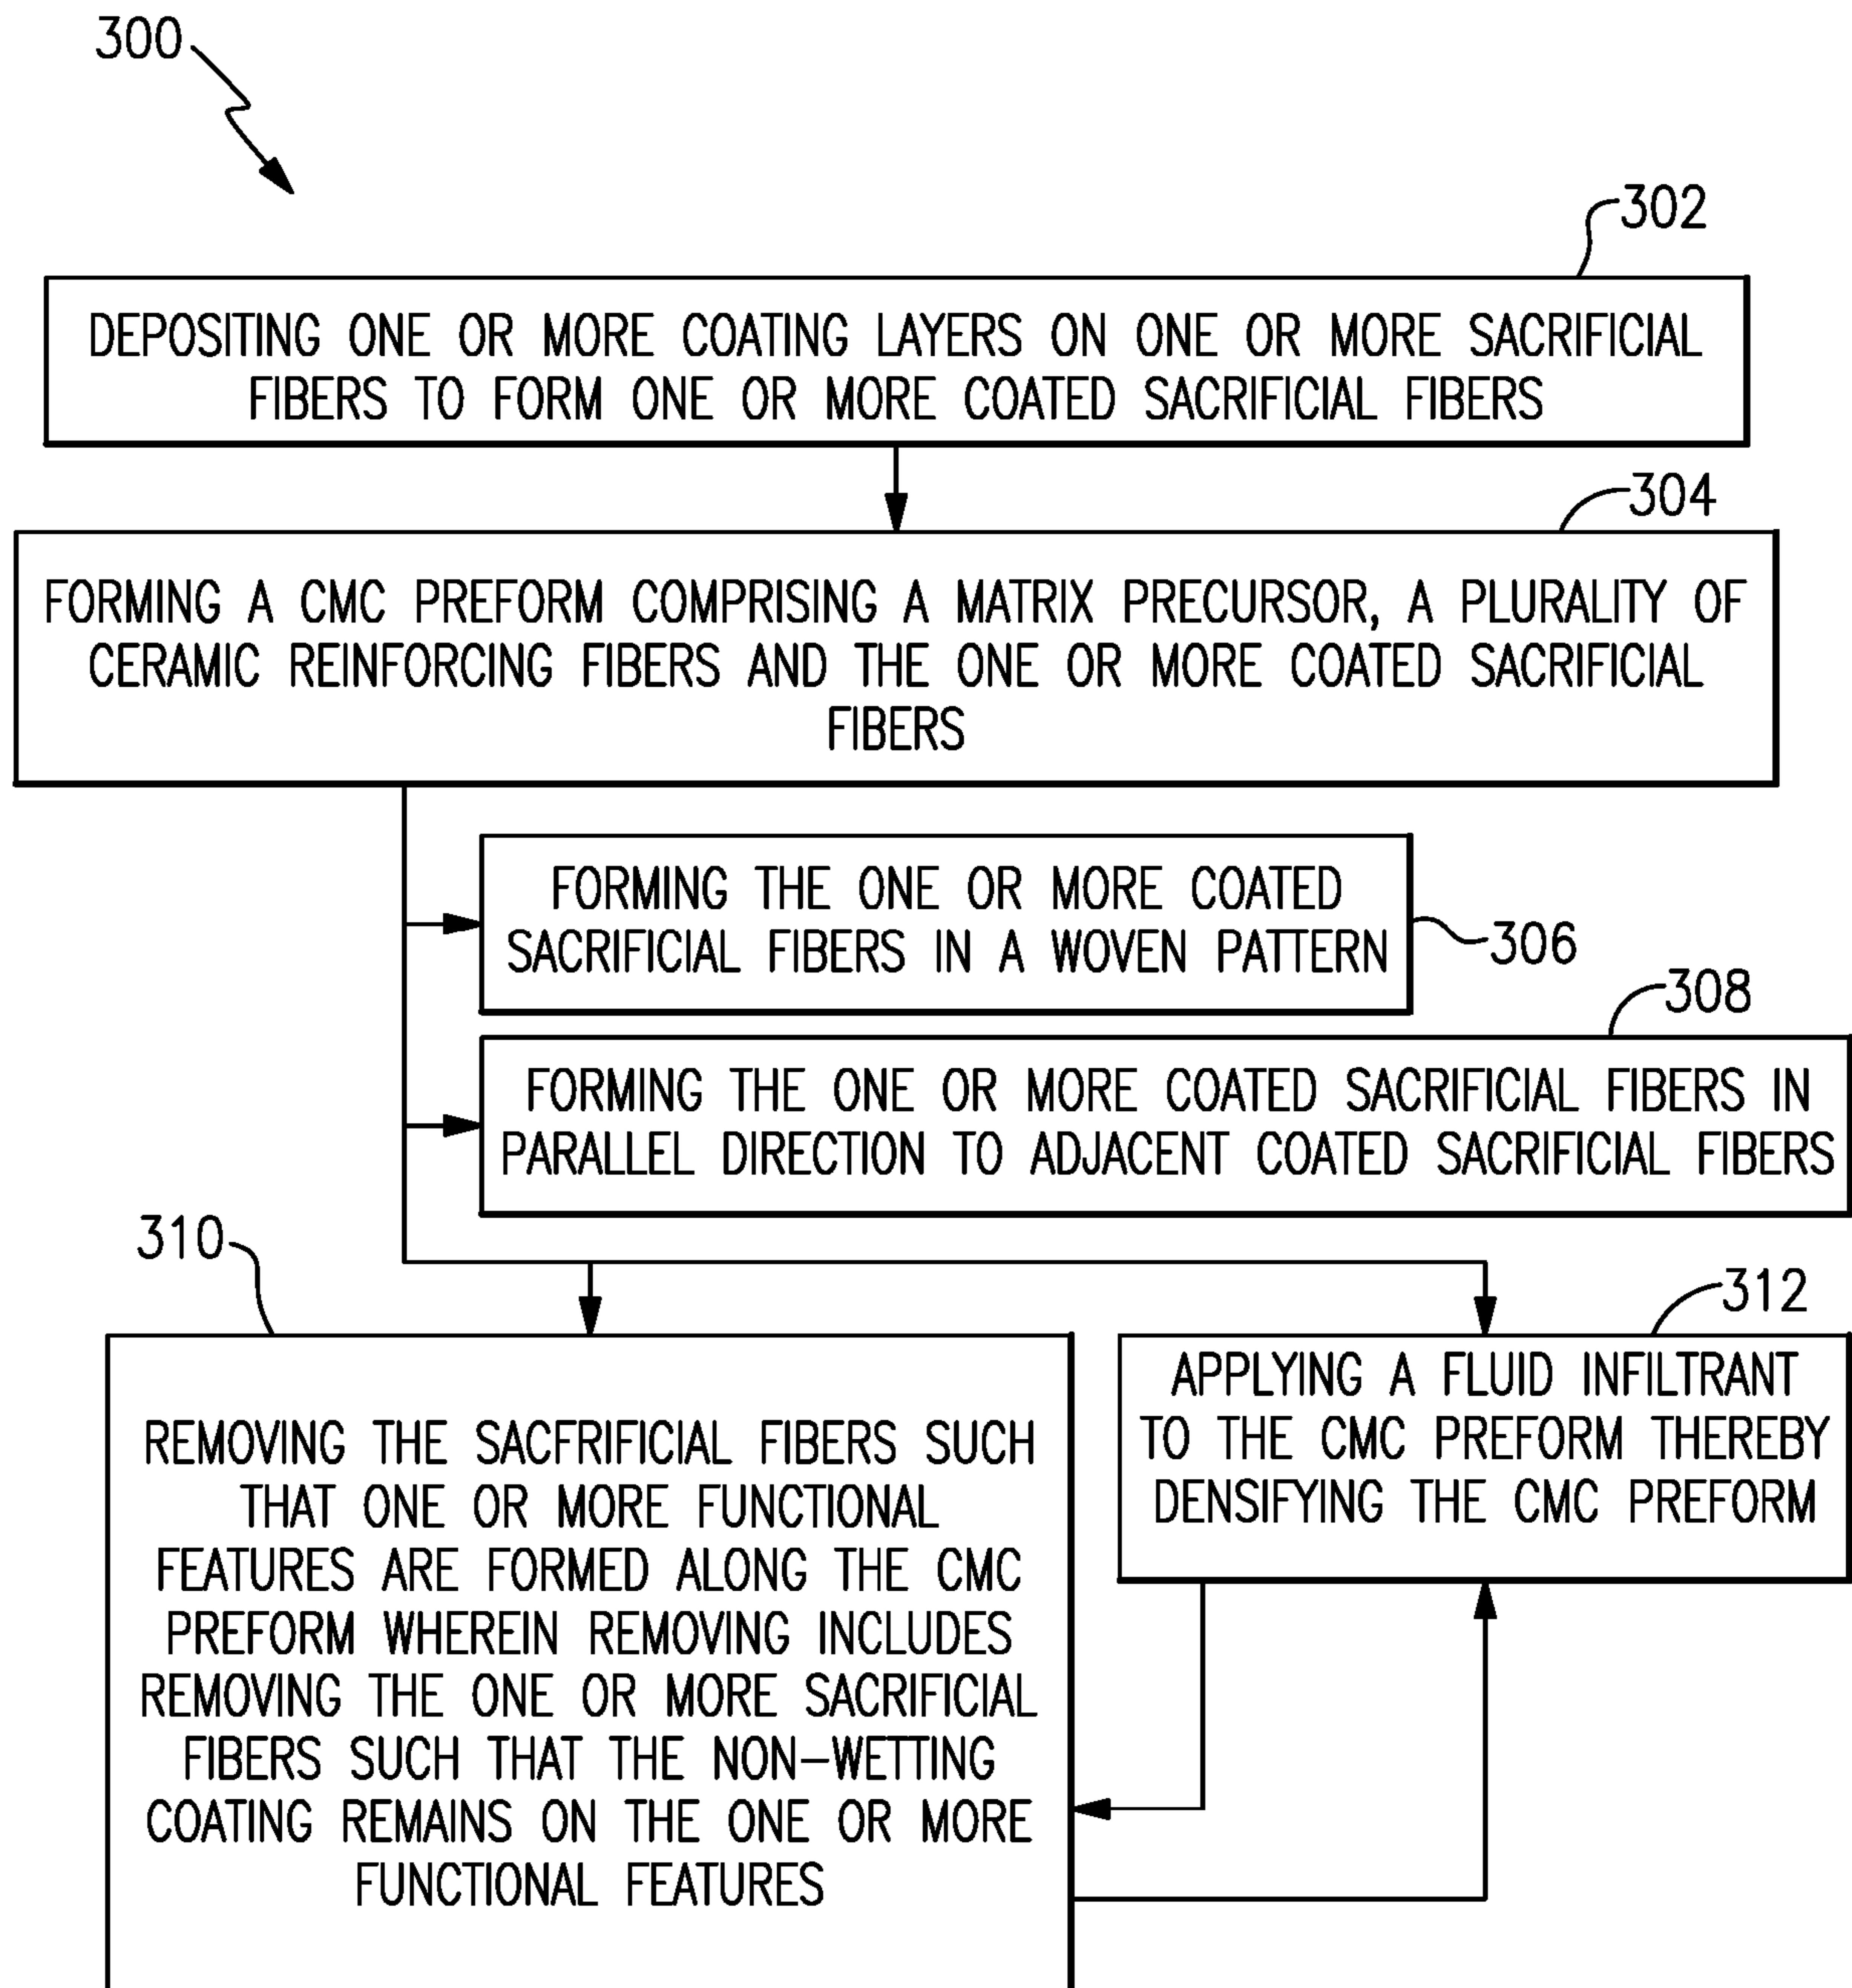 300
302
DEPOSITING ONE OR MORE COATING LAYERS ON ONE OR MORE SACRIFICIAL
FIBERS TO FORM ONE OR MORE COATED SACRIFICIAL FIBERS
304
FORMING A CMC PREFORM COMPRISING A MATRIX PRECURSOR, A PLURALITY OF
CERAMIC REINFORCING FIBERS AND THE ONE OR MORE COATED SACRIFICIAL
FIBERS
FORMING THE ONE OR MORE COATED
SACRIFICIAL FIBERS IN A WOVEN PATTERN
306
308
FORMING THE ONE OR MORE COATED SACRIFICIAL FIBERS IN
PARALLEL DIRECTION TO ADJACENT COATED SACRIFICIAL FIBERS
310
REMOVING THE SACFRIFICIAL FIBERS SUCH
THAT ONE OR MORE FUNCTIONAL
FEATURES ARE FORMED ALONG THE CMC
PREFORM WHEREIN REMOVING INCLUDES
REMOVING THE ONE OR MORE SACRIFICIAL
FIBERS SUCH THAT THE NON-WETTING
COATING REMAINS ON THE ONE OR MORE
FUNCTIONAL FEATURES
312
APPLYING A FLUID INFILTRANT
TO THE CMC PREFORM THEREBY
DENSIFYING THE CMC PREFORM